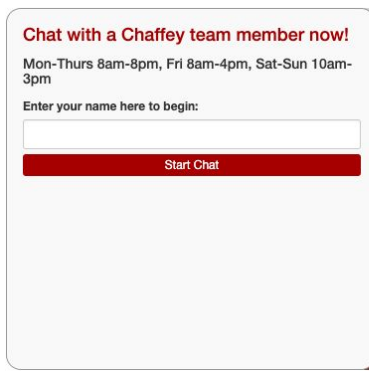 Chat with a Chaffey team member now!
Mon-Thurs 8am-8pm, Fri 8am-4pm, Sat-Sun 10am-
3pm
Enter your name here to begin:
Start Chat